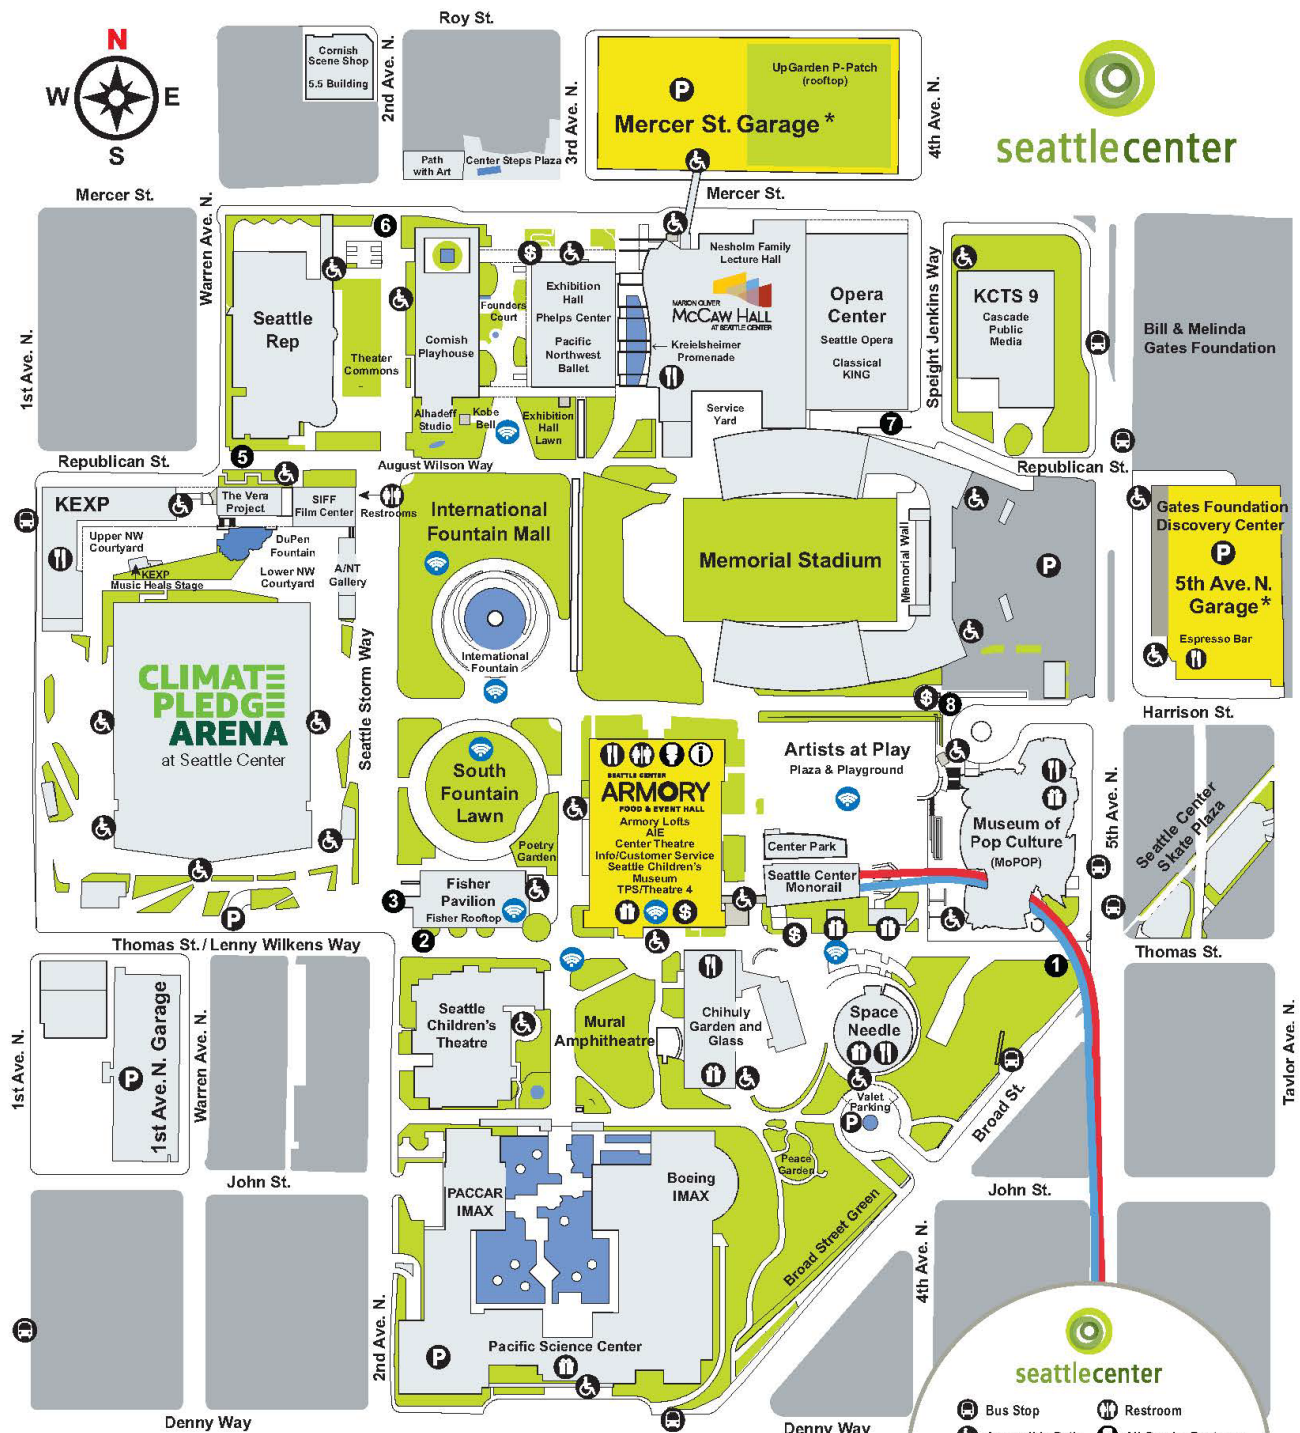 Roy St.
N
W
E
S
Cornish
Scene Shop
5.5 Building
2nd Ave. N.
Path
with Art
Center Steps Plaza
3rd Ave. N.
P
UpGarden P-Patch
(rooftop)
Mercer St. Garage*
4th Ave. N.
seattlecenter
Mercer St.
Mercer St.
Warren Ave. N.
1st Ave. N.
6
Seattle
Rep
Theater
Commons
Cornish
Playhouse
Founders
Court
$
Exhibition
Hall
Phelps Center
Pacific
Northwest
Ballet
Nesholm Family
Lecture Hall
MARION OLIVER
McCAW HALL
AT SEATTLE CENTER
Kreielsheimer
Promenade
Opera
Center
Seattle Opera
Classical
KING
Speight Jenkins Way
KCTS 9
Cascade
Public
Media
Bill & Melinda
Gates Foundation
Alhadeff
Studio
Kobe
Bell
Exhibition
Hall
Lawn
Service
Yard
7
5
Republican St.
August Wilson Way
Republican St.
KEXP
The Vera
Project
SIFF
Film Center
Restrooms
Upper NW
Courtyard
DuPen
Fountain
KEXP
Music Heals Stage
Lower NW
Courtyard
A/NT
Gallery
International
Fountain Mall
International
Fountain
Memorial Stadium
Memorial Wall
P
Gates Foundation
Discovery Center
P
5th Ave. N.
Garage*
Espresso Bar
CLIMATE
PLEDGE
ARENA
at Seattle Center
Seattle Storm Way
$
8
Harrison St.
South
Fountain
Lawn
Poetry
Garden
i
SEATTLE CENTER
ARMORY
FOOD & EVENT HALL
Armory Lofts
AIE
Center Theatre
Info/Customer Service
Seattle Children's
Museum
TPS/Theatre 4
$
Artists at Play
Plaza & Playground
Center Park
Seattle Center
Monorail
Museum of
Pop Culture
(MoPOP)
5th Ave. N.
Seattle Center
Skate Plaza
3
Fisher
Pavilion
Fisher Rooftop
P
2
$
Thomas St. / Lenny Wilkens Way
Thomas St.
1
1st Ave. N.
1st Ave. N. Garage
P
Warren Ave. N.
Seattle
Children's
Theatre
Mural
Amphitheatre
Chihuly
Garden and
Glass
Space
Needle
Valet
Parking
P
Broad St.
Taylor Ave. N.
Peace
Garden
John St.
John St.
PACCAR
IMAX
Boeing
IMAX
Broad Street Green
4th Ave. N.
2nd Ave. N.
P
Pacific Science Center
Denny Way
Denny Way
seattlecenter
Bus Stop
Restroom